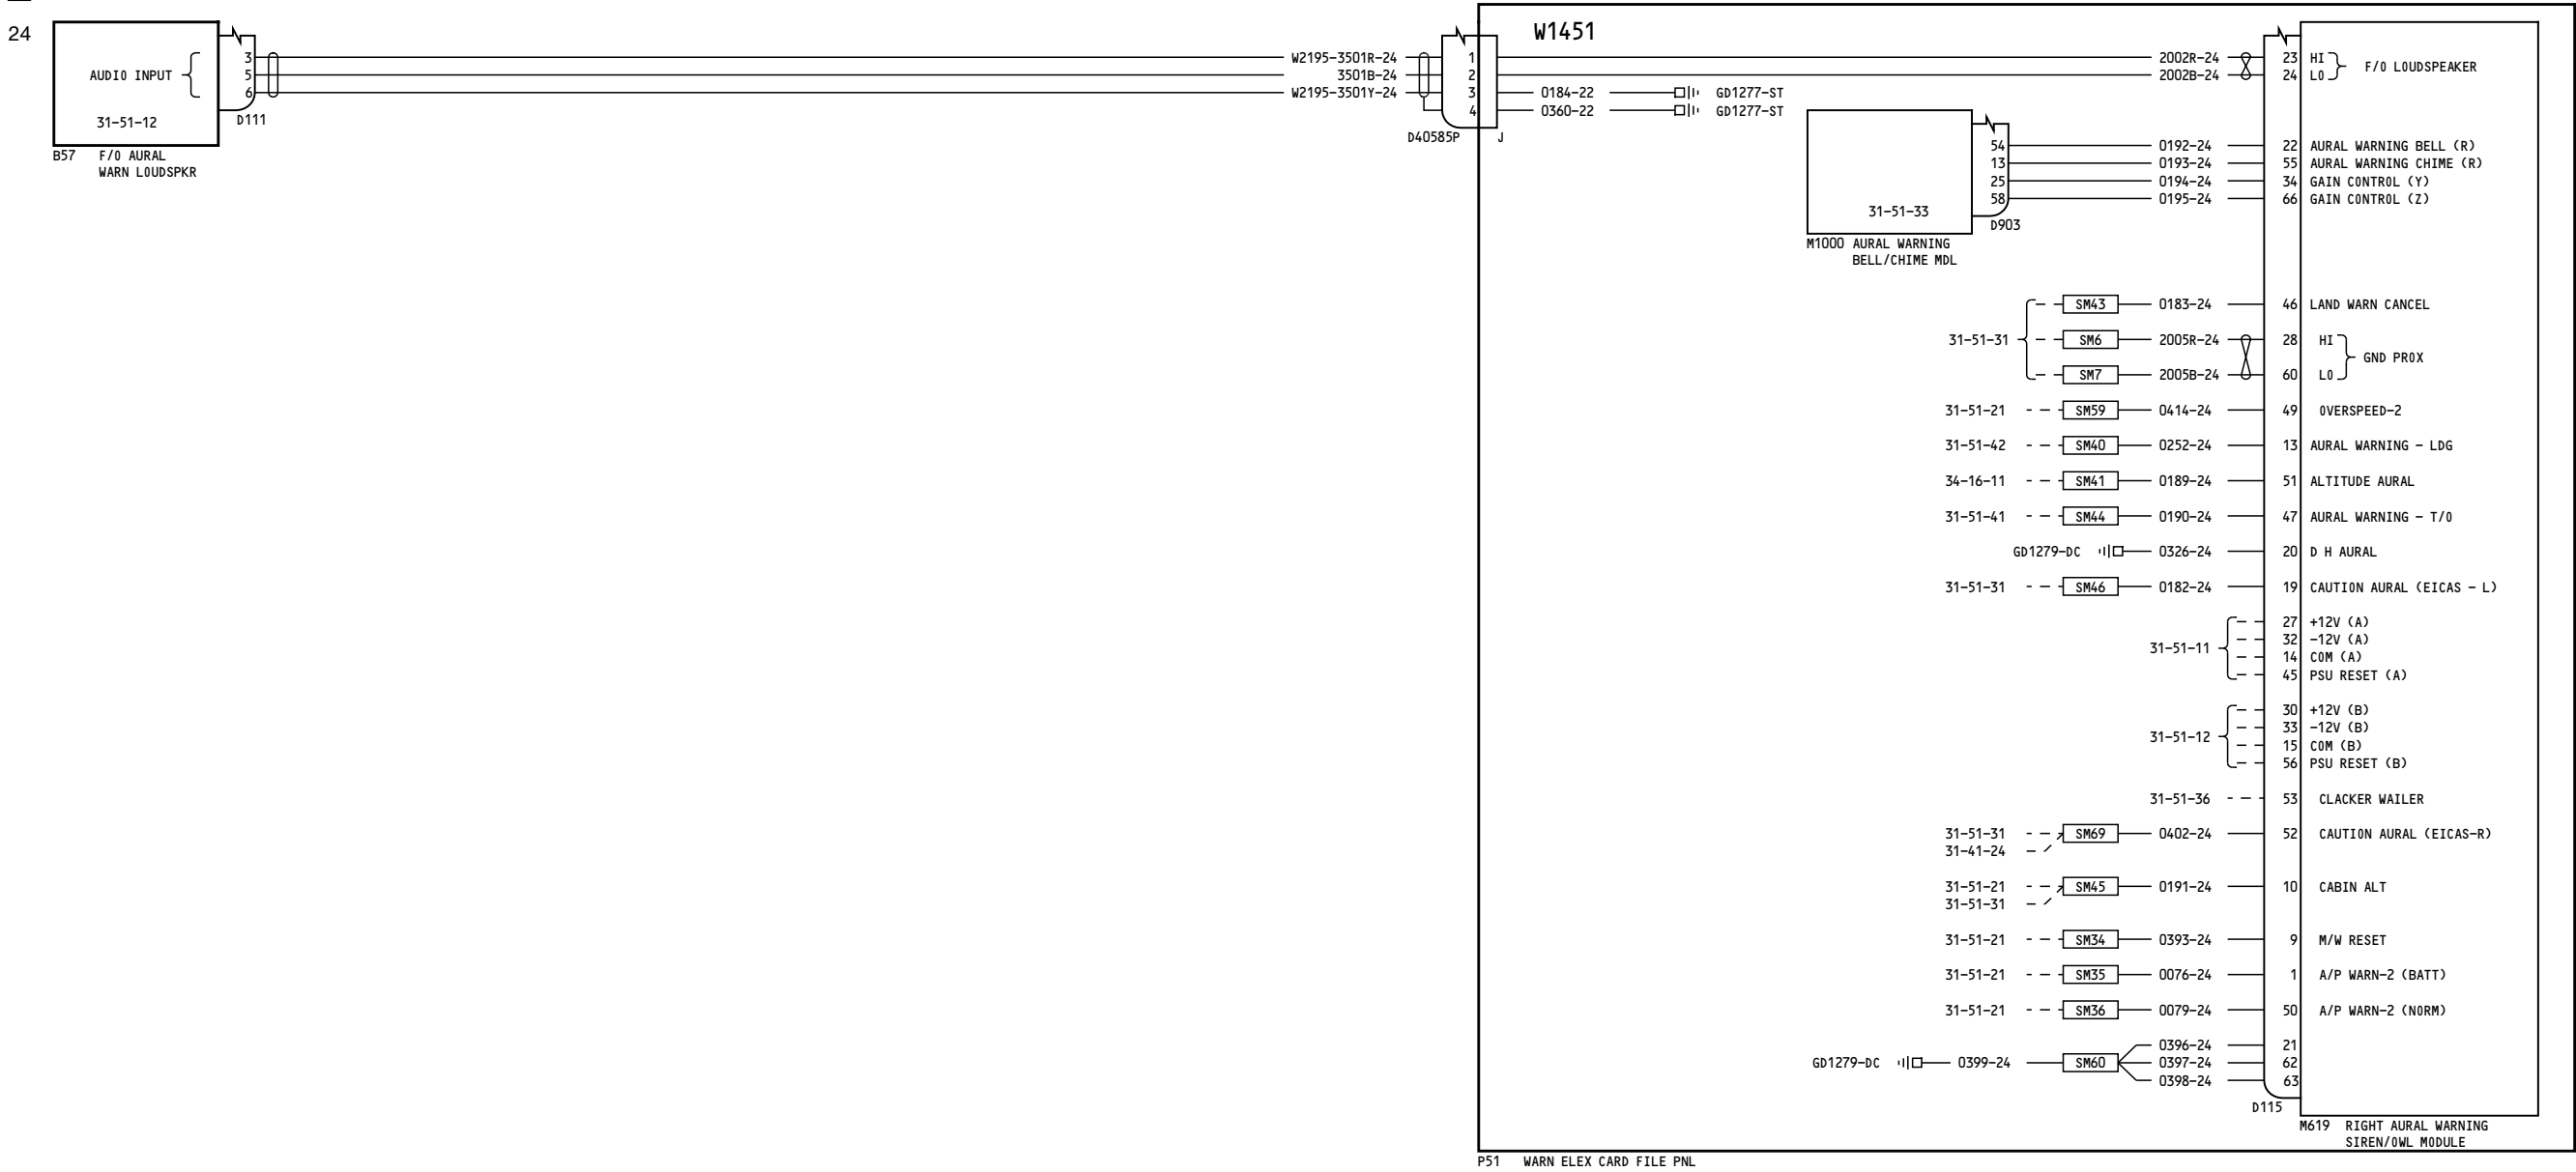 24
W1451
AUDIO INPUT
3
5
6
31-51-12
D111
B57 F/O AURAL
WARN LOUDSPKR
W2195-3501R-24 1
3501B-24 2
W2195-3501Y-24 3
4
D40585P J
2002R-24 23 HI
2002B-24 24 LO
F/O LOUDSPEAKER
0184-22 GD1277-ST
0360-22 GD1277-ST
54 0192-24 22 AURAL WARNING BELL (R)
13 0193-24 55 AURAL WARNING CHIME (R)
25 0194-24 34 GAIN CONTROL (Y)
58 0195-24 66 GAIN CONTROL (Z)
31-51-33
D903
M1000 AURAL WARNING
BELL/CHIME MDL
SM43 0183-24 46 LAND WARN CANCEL
31-51-31 SM6 2005R-24 28 HI
GND PROX
SM7 2005B-24 60 LO
31-51-21 SM59 0414-24 49 OVERSPEED-2
31-51-42 SM40 0252-24 13 AURAL WARNING - LDG
34-16-11 SM41 0189-24 51 ALTITUDE AURAL
31-51-41 SM44 0190-24 47 AURAL WARNING - T/O
GD1279-DC 0326-24 20 D H AURAL
31-51-31 SM46 0182-24 19 CAUTION AURAL (EICAS - L)
27 +12V (A)
32 -12V (A)
31-51-11
14 COM (A)
45 PSU RESET (A)
30 +12V (B)
33 -12V (B)
31-51-12
15 COM (B)
56 PSU RESET (B)
31-51-36 53 CLACKER WAILER
31-51-31 SM69 0402-24 52 CAUTION AURAL (EICAS-R)
31-41-24
31-51-21 SM45 0191-24 10 CABIN ALT
31-51-31
31-51-21 SM34 0393-24 9 M/W RESET
31-51-21 SM35 0076-24 1 A/P WARN-2 (BATT)
31-51-21 SM36 0079-24 50 A/P WARN-2 (NORM)
0396-24 21
GD1279-DC 0399-24 SM60 0397-24 62
0398-24 63
D115
M619 RIGHT AURAL WARNING
SIREN/OWL MODULE
P51 WARN ELEX CARD FILE PNL